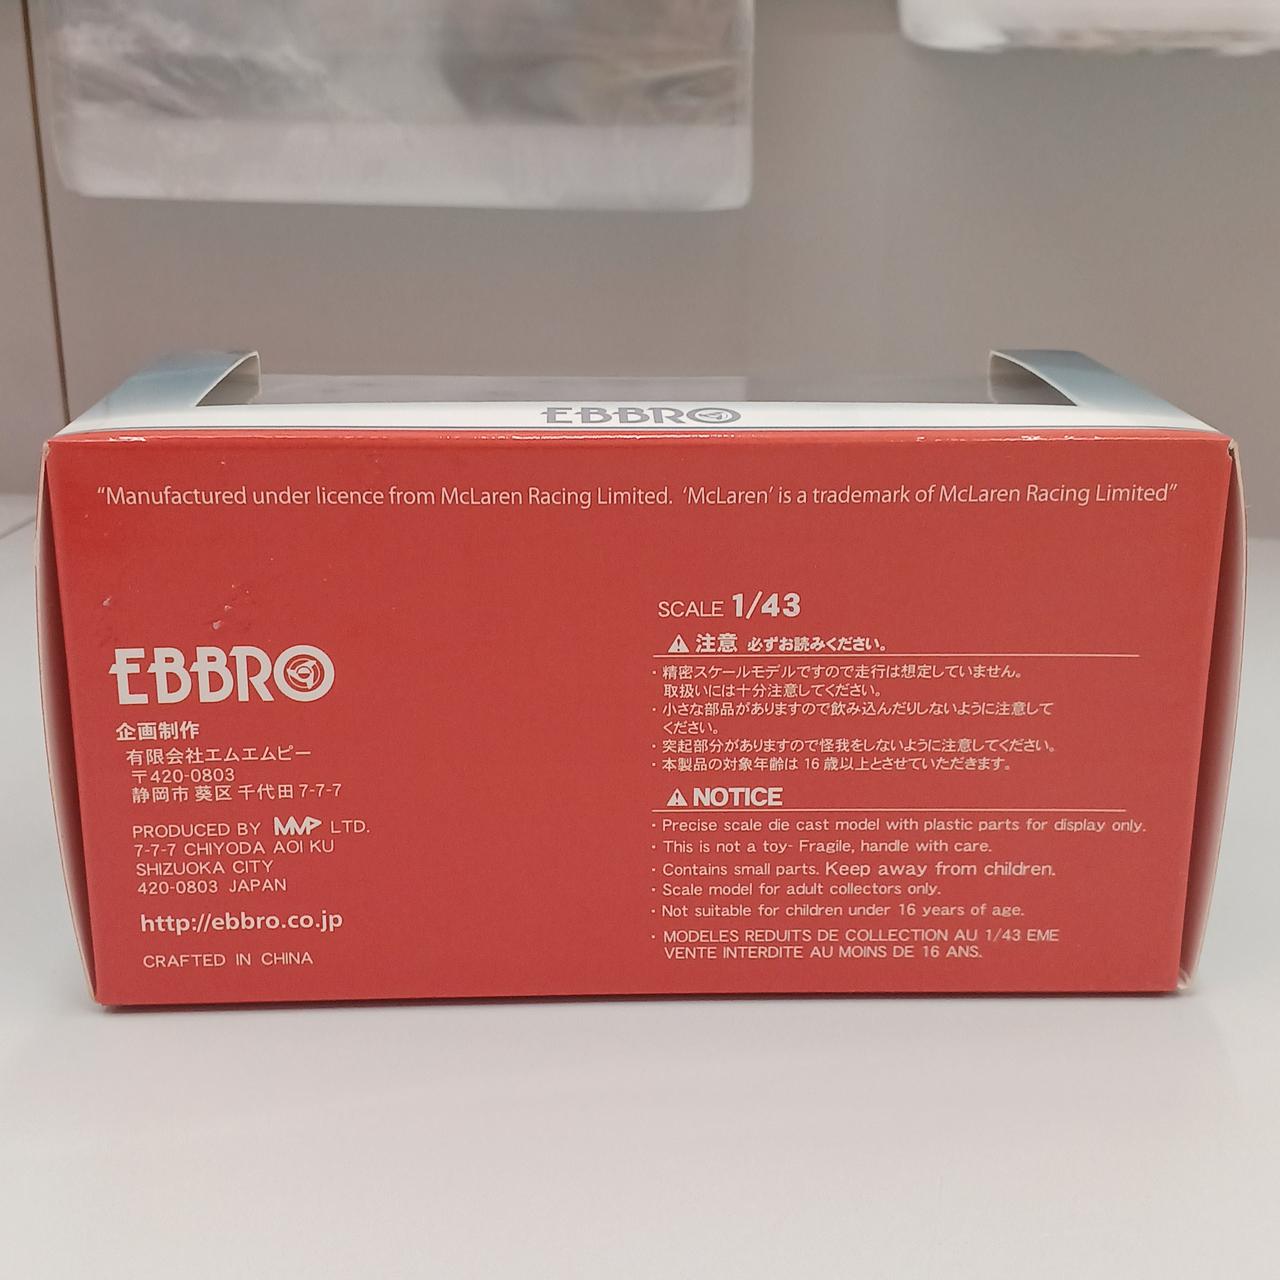 EBBRO
“Manufactured under licence from McLaren Racing Limited. ‘McLaren’ is a trademark of McLaren Racing Limited”
EBBRO
企画制作
有限会社エムエムピー
〒420-0803
静岡市 葵区 千代田 7-7-7
PRODUCED BY MMP LTD.
7-7-7 CHIYODA AOI KU
SHIZUOKA CITY
420-0803 JAPAN
http://ebbro.co.jp
CRAFTED IN CHINA
SCALE 1/43
注意 必ずお読みください。
・精密スケールモデルですので走行は想定していません。
取扱いには十分注意してください。
・小さな部品がありますので飲み込んだりしないように注意して
ください。
・突起部分がありますので怪我をしないように注意してください。
・本製品の対象年齢は 16 歳以上とさせていただきます。
NOTICE
・Precise scale die cast model with plastic parts for display only.
・This is not a toy- Fragile, handle with care.
・Contains small parts. Keep away from children.
・Scale model for adult collectors only.
・Not suitable for children under 16 years of age.
・MODELES REDUITS DE COLLECTION AU 1/43 EME
VENTE INTERDITE AU MOINS DE 16 ANS.